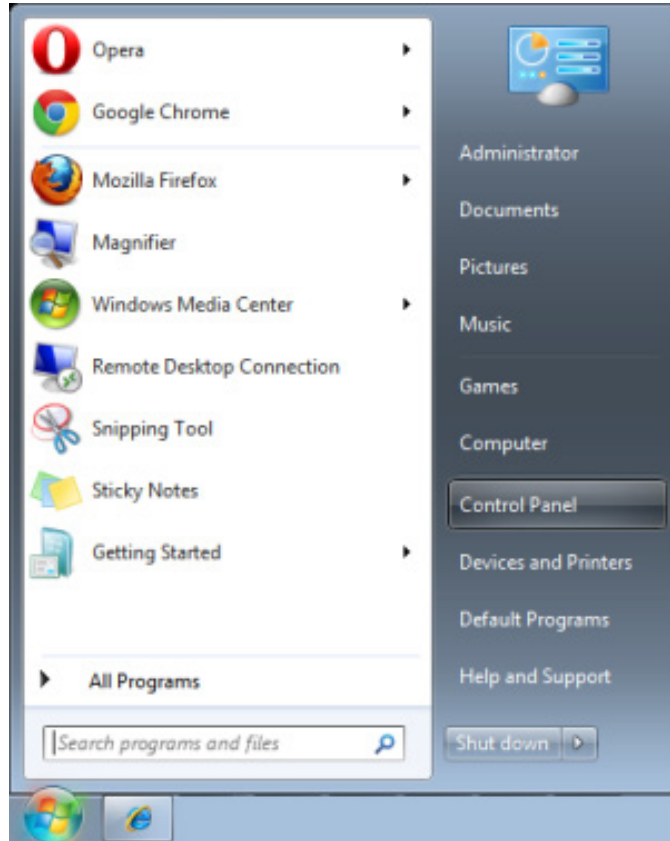 Opera
Google Chrome
Mozilla Firefox
Magnifier
Windows Media Center
Remote Desktop Connection
Snipping Tool
Sticky Notes
Getting Started
All Programs
Search programs and files
Administrator
Documents
Pictures
Music
Games
Computer
Control Panel
Devices and Printers
Default Programs
Help and Support
Shut down